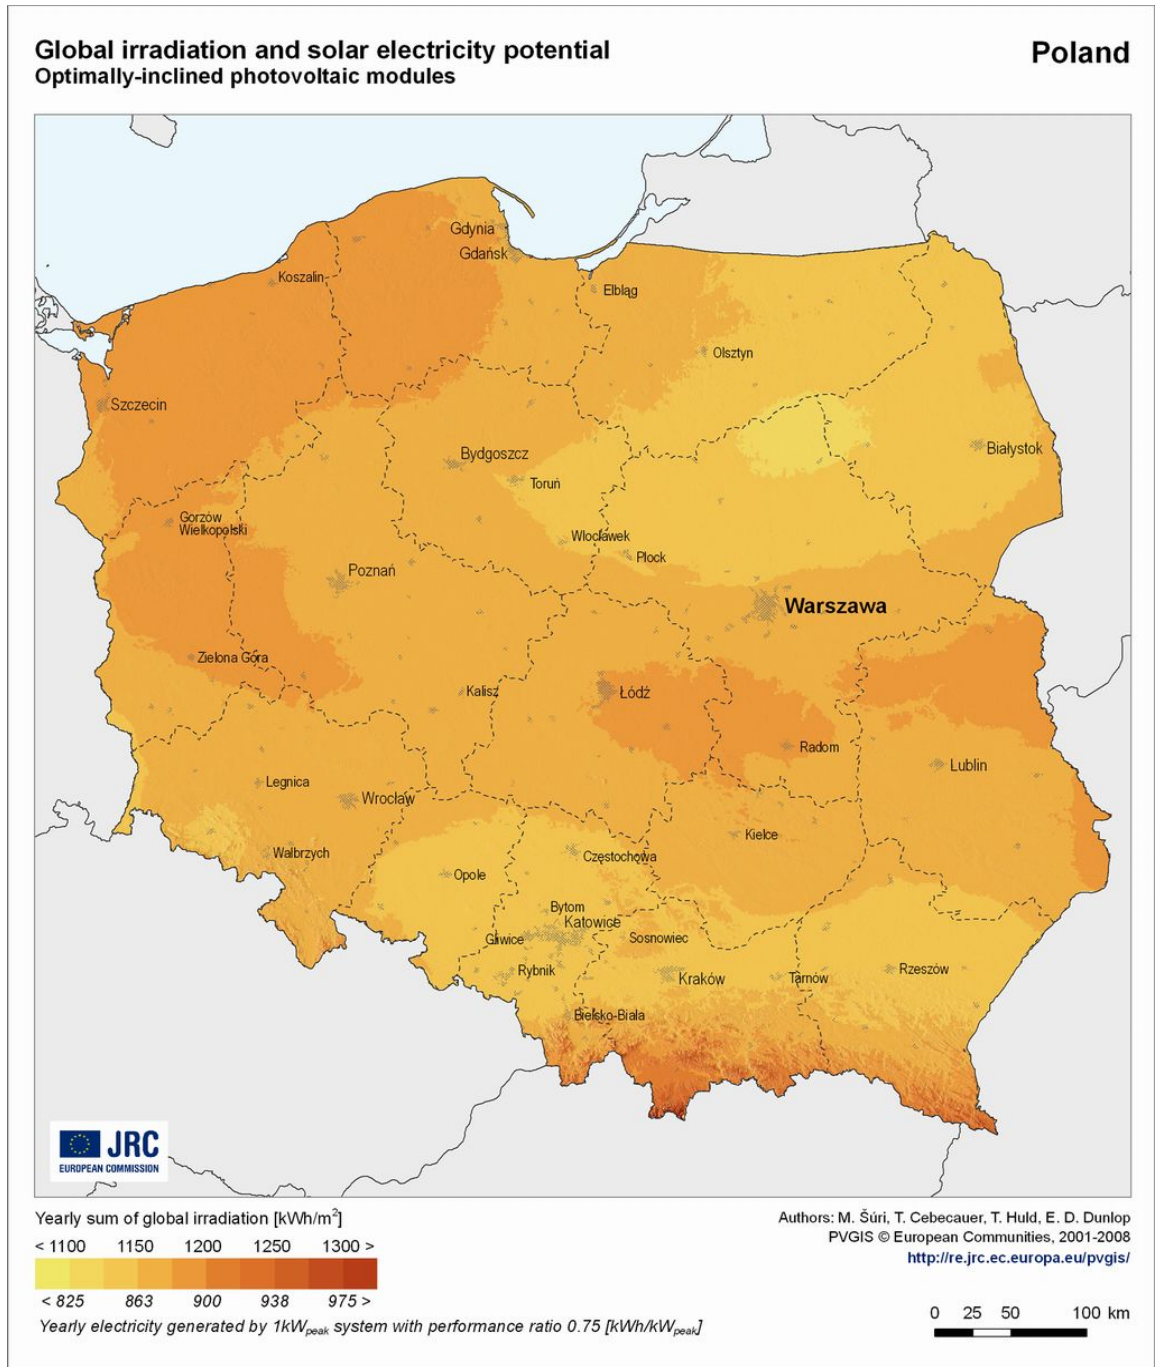 Global irradiation and solar electricity potential
Optimally-inclined photovoltaic modules
Poland
Gdynia
Gdańsk
Koszalin
Elbląg
Olsztyn
Szczecin
Bydgoszcz
Białystok
Toruń
Gorzów
Wielkopolski
Włocławek
Płock
Poznań
Warszawa
Zielona Góra
Kalisz
Łódź
Radom
Lublin
Legnica
Wrocław
Kielce
Wałbrzych
Częstochowa
Opole
Bytom
Katowice
Gliwice
Sosnowiec
Rybnik
Kraków
Tarnów
Rzeszów
Bielsko-Biala
JRC
EUROPEAN COMMISSION
Yearly sum of global irradiation [kWh/m²]
< 1100 1150 1200 1250 1300 >
< 825 863 900 938 975 >
Yearly electricity generated by 1kWpeak system with performance ratio 0.75 [kWh/kWpeak]
Authors: M. Šúri, T. Cebecauer, T. Huld, E. D. Dunlop
PVGIS © European Communities, 2001-2008
http://re.jrc.ec.europa.eu/pvgis/
0 25 50 100 km